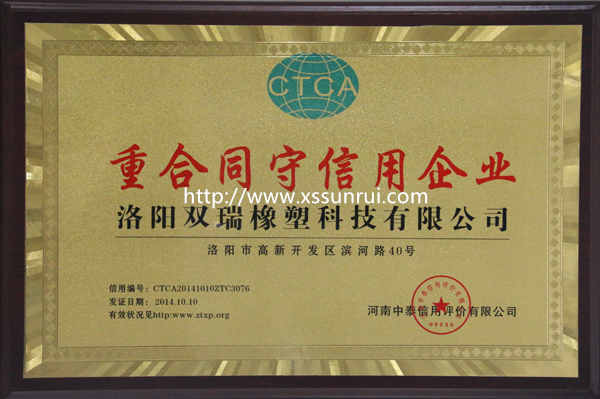 CTCA
重合同守信用企业
http://www.xssunrui.com
洛阳双瑞橡塑科技有限公司
洛阳市高新开发区滨河路40号
信用编号：CTCA20141010ZTC3076
发证日期：2014.10.10
有效状况见http:www.ztxp.org
河南中泰信用评价有限公司